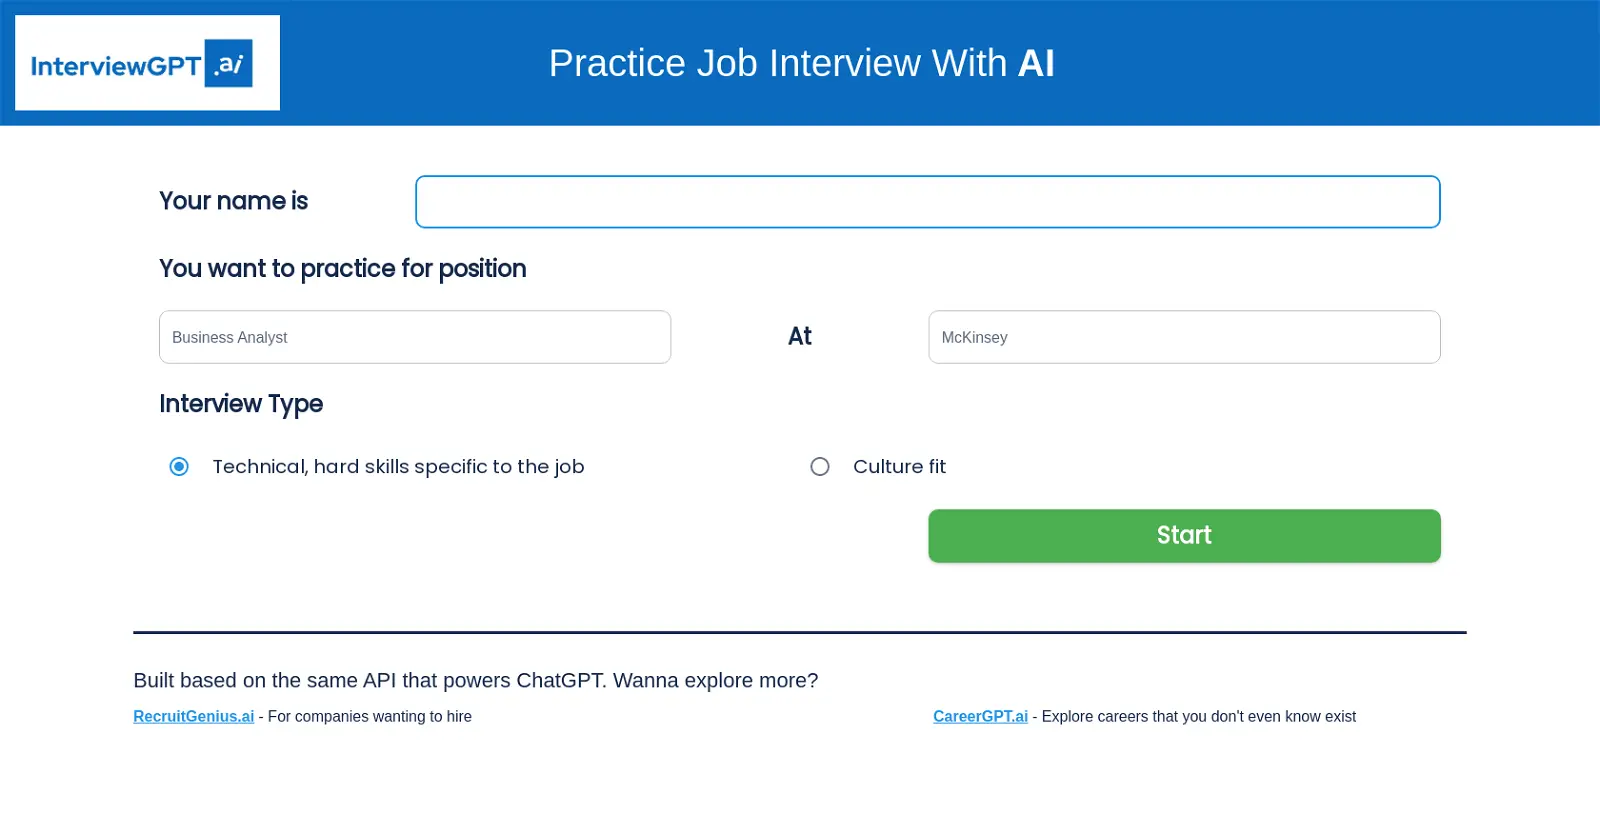 InterviewGPT .ai
Practice Job Interview With AI
Your name is
You want to practice for position
Business Analyst
At
McKinsey
Interview Type
Technical, hard skills specific to the job
Culture fit
Start
Built based on the same API that powers ChatGPT. Wanna explore more?
RecruitGenius.ai - For companies wanting to hire
CareerGPT.ai - Explore careers that you don't even know exist